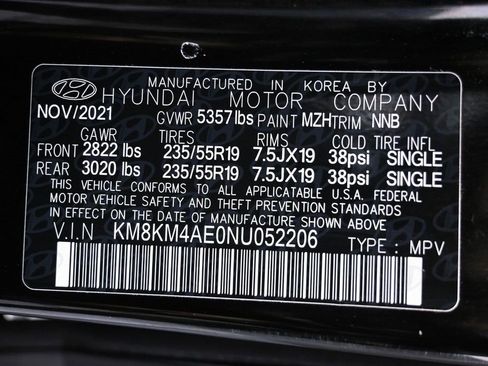 MANUFACTURED IN KOREA BY
HYUNDAI MOTOR COMPANY
NOV/2021 GVWR 5357 lbs PAINT MZH TRIM NNB
GAWR TIRES RIMS COLD TIRE INFL
FRONT 2822 lbs 235/55R19 7.5JX19 38psi SINGLE
REAR 3020 lbs 235/55R19 7.5JX19 38psi SINGLE
THIS VEHICLE CONFORMS TO ALL APPLICATABLE U.S.A. FEDERAL
MOTOR VEHICLE SAFETY AND THEFT PREVENTION STANDARDS
IN EFFECT ON THE DATE OF MANUFACTURE SHOWN ABOVE
V.I.N KM8KM4AE0NU052206 TYPE : MPV